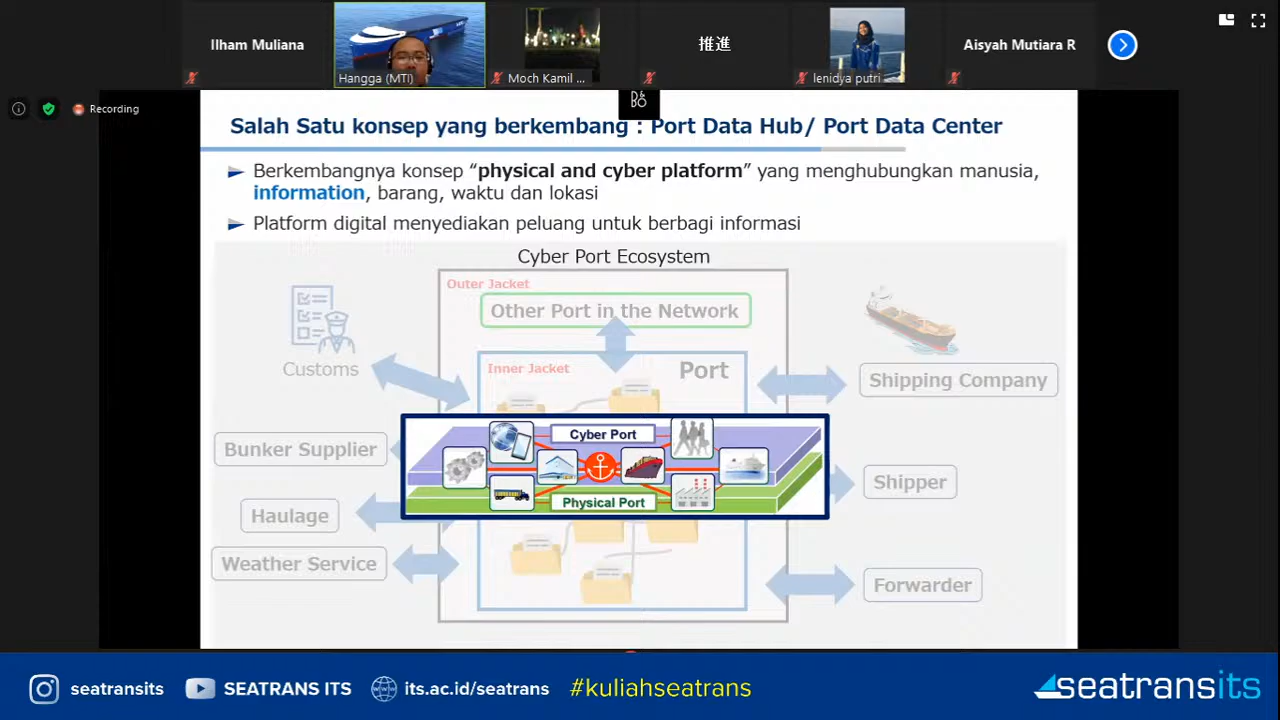 Ilham Muliana
Hangga (MTI)
Moch Kamil ...
推進
lenidya putri
Aisyah Mutiara R
Recording
Salah Satu konsep yang berkembang : Port Data Hub/ Port Data Center
Berkembangnya konsep “physical and cyber platform” yang menghubungkan manusia,
information, barang, waktu dan lokasi
Platform digital menyediakan peluang untuk berbagi informasi
Cyber Port Ecosystem
Outer Jacket
Other Port in the Network
Inner Jacket
Port
Customs
Shipping Company
Cyber Port
Bunker Supplier
Shipper
Physical Port
Haulage
Weather Service
Forwarder
seatransits
SEATRANS ITS
its.ac.id/seatrans
#kuliahseatrans
seatransits